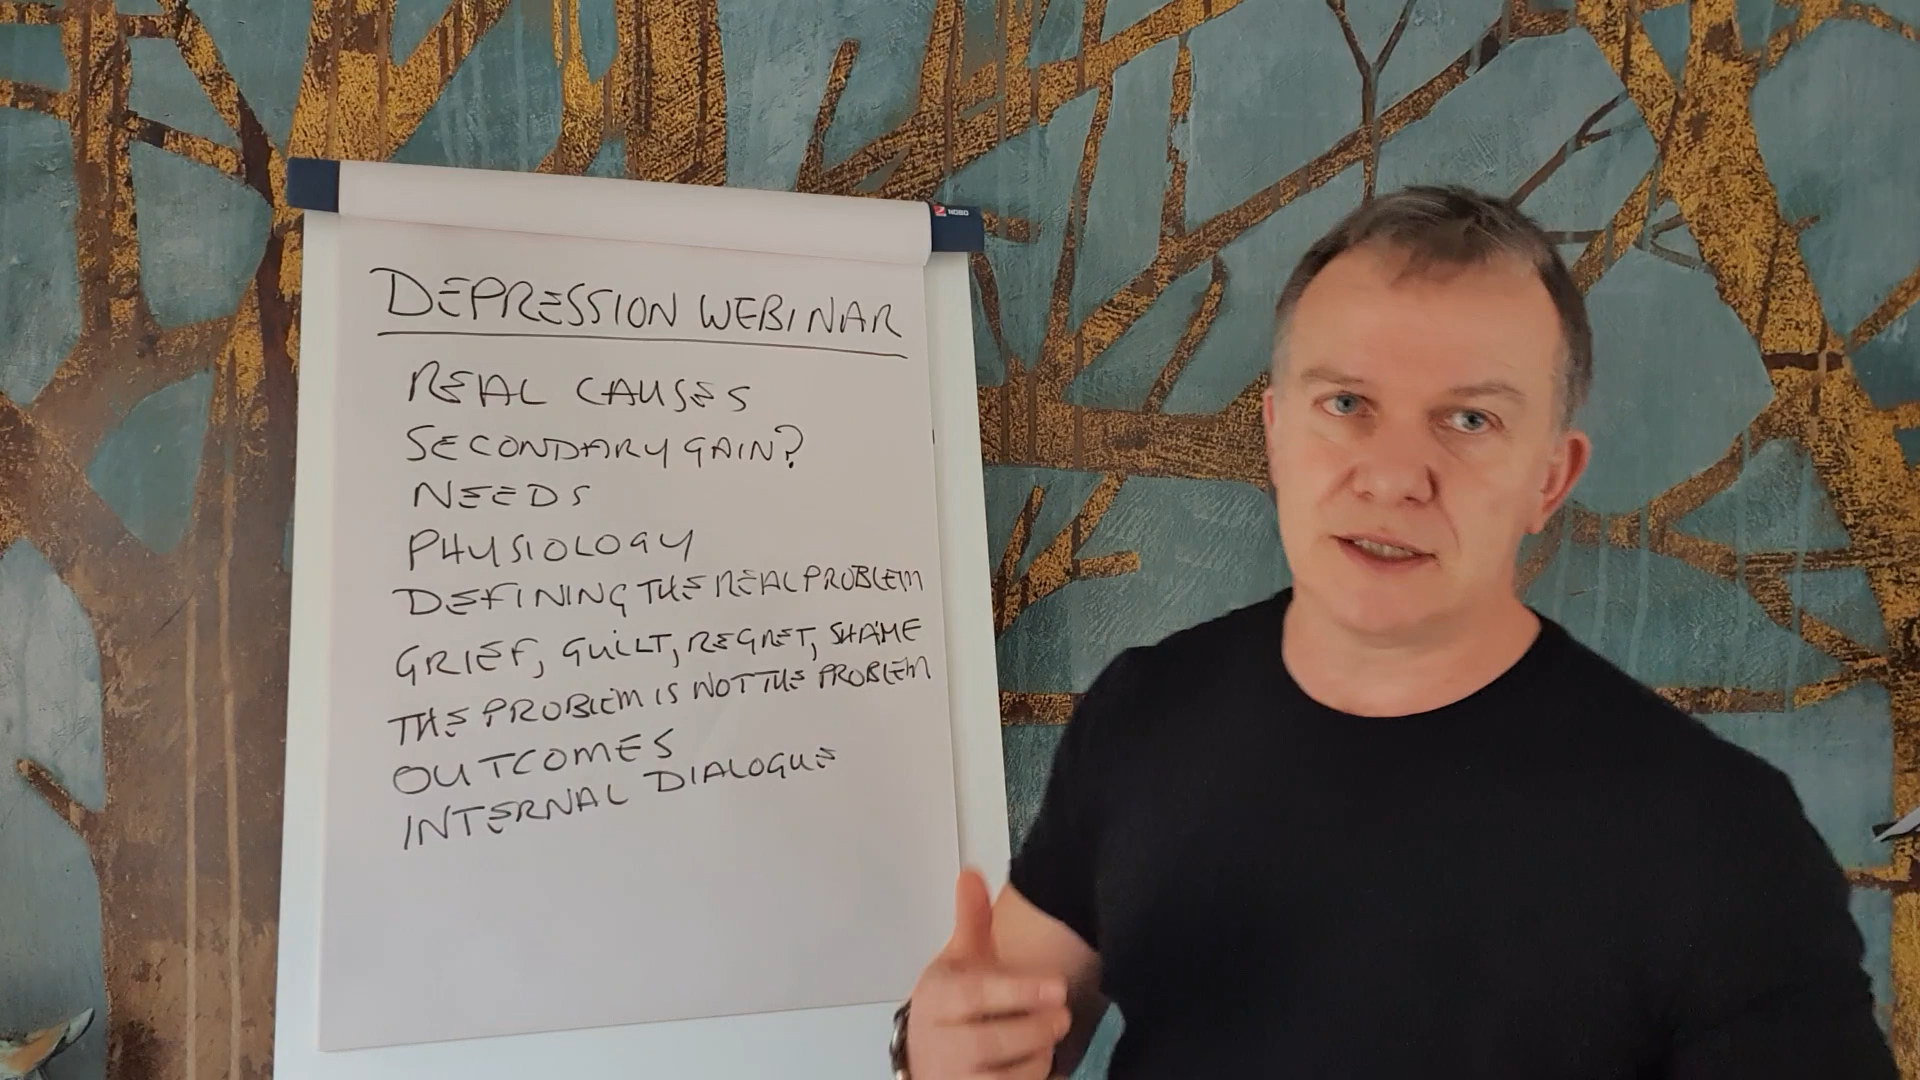 NOBO
DEPRESSION WEBINAR
REAL CAUSES
SECONDARY GAIN?
NEEDS
PHYSIOLOGY
DEFINING THE REAL PROBLEM
GRIEF, GUILT, REGRET, SHAME
THE PROBLEM IS NOT THE PROBLEM
OUTCOMES
INTERNAL DIALOGUE